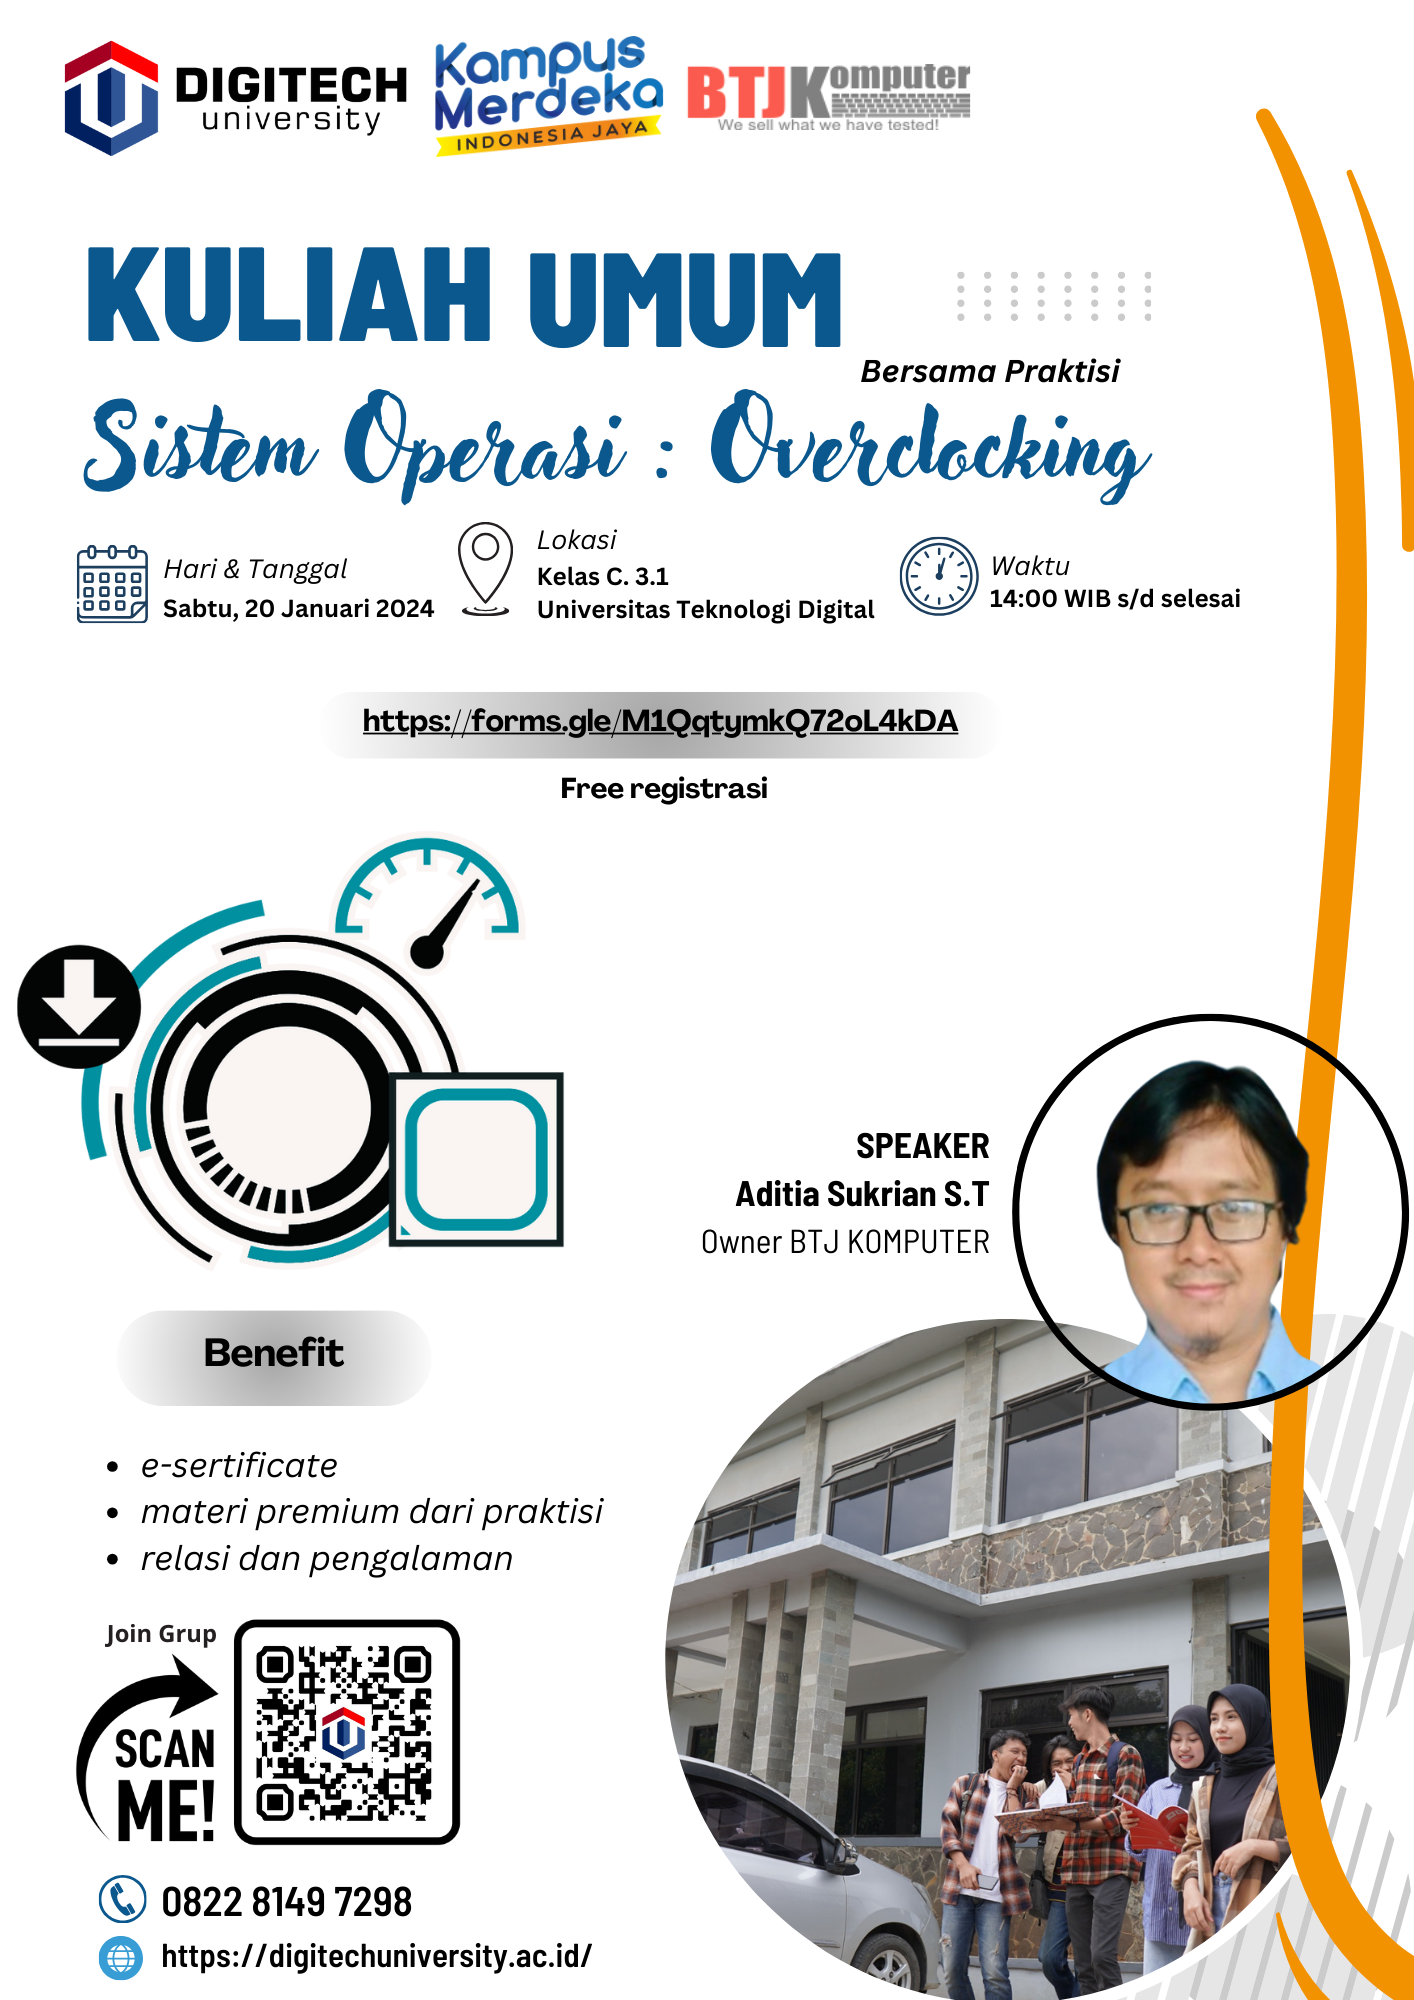 DIGITECH
university
Kampus
Merdeka
INDONESIA JAYA
BTJKomputer
We sell what we have tested!
KULIAH UMUM
Bersama Praktisi
Sistem Operasi : Overclocking
Hari & Tanggal
Sabtu, 20 Januari 2024
Lokasi
Kelas C. 3.1
Universitas Teknologi Digital
Waktu
14:00 WIB s/d selesai
https://forms.gle/M1QqtymkQ72oL4kDA
Free registrasi
SPEAKER
Aditia Sukrian S.T
Owner BTJ KOMPUTER
Benefit
• e-sertificate
• materi premium dari praktisi
• relasi dan pengalaman
Join Grup
SCAN
ME!
0822 8149 7298
https://digitechuniversity.ac.id/